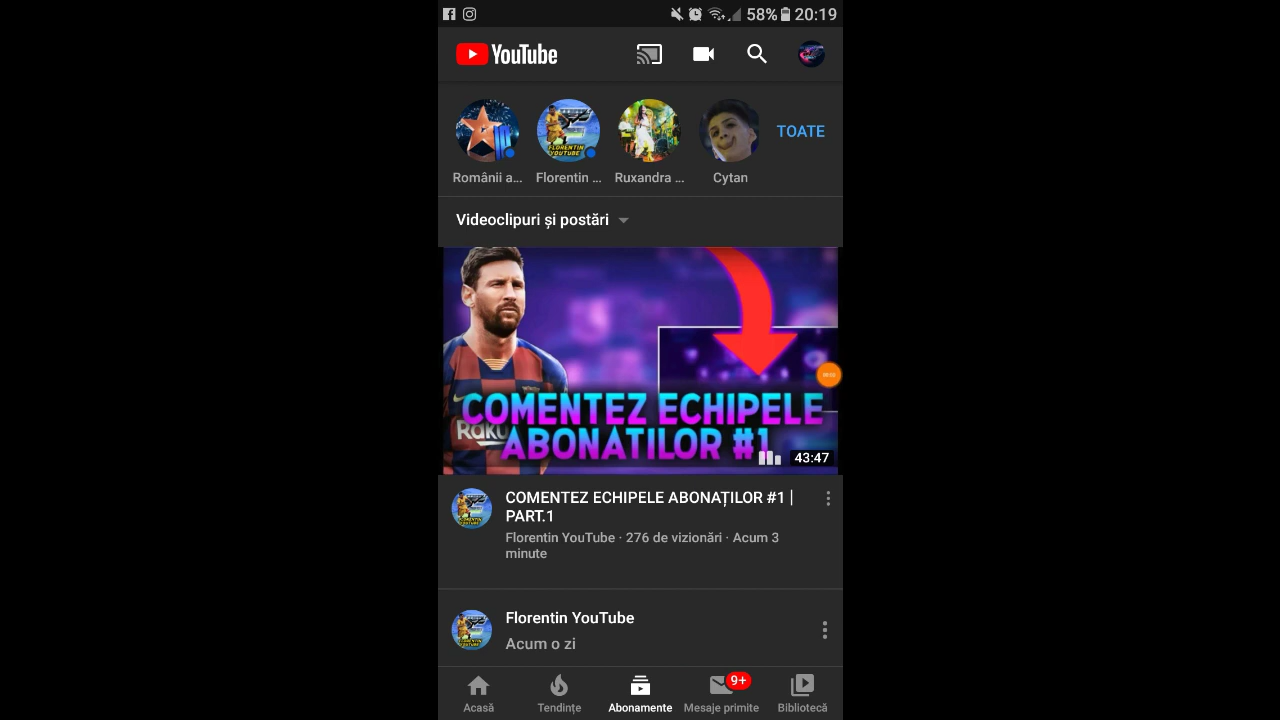 58% 20:19
YouTube
TOATE
Românii a... Florentin ... Ruxandra ... Cytan
Videoclipuri și postări
COMENTEZ ECHIPELE
ABONATILOR #1
Raku
43:47
COMENTEZ ECHIPELE ABONAȚILOR #1 |
PART.1
Florentin YouTube · 276 de vizionări · Acum 3
minute
Florentin YouTube
Acum o zi
9+
Acasă Tendințe Abonamente Mesaje primite Bibliotecă